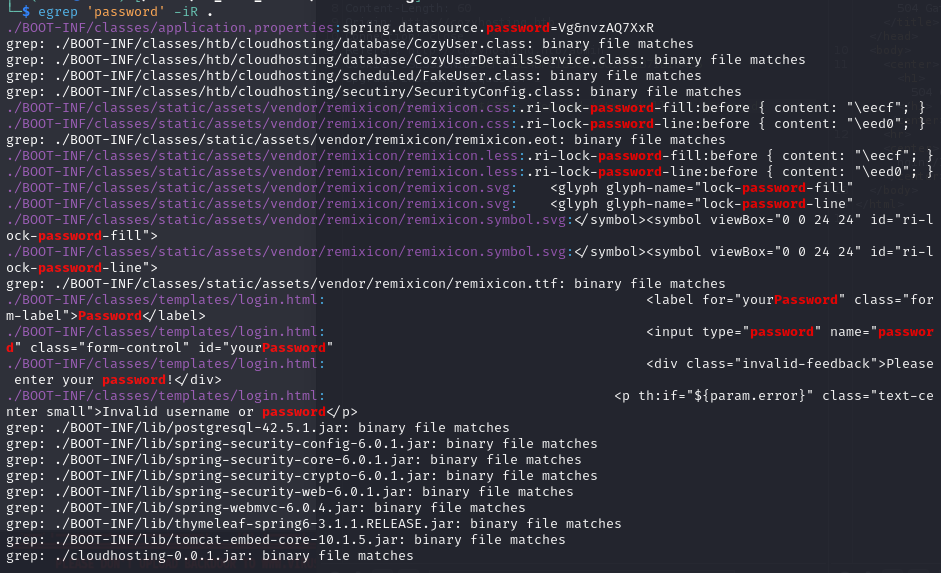 └─$ egrep 'password' -iR .
./BOOT-INF/classes/application.properties:spring.datasource.password=Vg&nvzAQ7XxR
grep: ./BOOT-INF/classes/htb/cloudhosting/database/CozyUser.class: binary file matches
grep: ./BOOT-INF/classes/htb/cloudhosting/database/CozyUserDetailsService.class: binary file matches
grep: ./BOOT-INF/classes/htb/cloudhosting/scheduled/FakeUser.class: binary file matches
grep: ./BOOT-INF/classes/htb/cloudhosting/secutiry/SecurityConfig.class: binary file matches
./BOOT-INF/classes/static/assets/vendor/remixicon/remixicon.css:.ri-lock-password-fill:before { content: "\eecf"; }
./BOOT-INF/classes/static/assets/vendor/remixicon/remixicon.css:.ri-lock-password-line:before { content: "\eed0"; }
grep: ./BOOT-INF/classes/static/assets/vendor/remixicon/remixicon.eot: binary file matches
./BOOT-INF/classes/static/assets/vendor/remixicon/remixicon.less:.ri-lock-password-fill:before { content: "\eecf"; }
./BOOT-INF/classes/static/assets/vendor/remixicon/remixicon.less:.ri-lock-password-line:before { content: "\eed0"; }
./BOOT-INF/classes/static/assets/vendor/remixicon/remixicon.svg:    <glyph glyph-name="lock-password-fill"
./BOOT-INF/classes/static/assets/vendor/remixicon/remixicon.svg:    <glyph glyph-name="lock-password-line"
./BOOT-INF/classes/static/assets/vendor/remixicon/remixicon.symbol.svg:</symbol><symbol viewBox="0 0 24 24" id="ri-l
ock-password-fill">
./BOOT-INF/classes/static/assets/vendor/remixicon/remixicon.symbol.svg:</symbol><symbol viewBox="0 0 24 24" id="ri-l
ock-password-line">
grep: ./BOOT-INF/classes/static/assets/vendor/remixicon/remixicon.ttf: binary file matches
./BOOT-INF/classes/templates/login.html:                                        <label for="yourPassword" class="for
m-label">Password</label>
./BOOT-INF/classes/templates/login.html:                                        <input type="password" name="passwor
d" class="form-control" id="yourPassword"
./BOOT-INF/classes/templates/login.html:                                        <div class="invalid-feedback">Please
 enter your password!</div>
./BOOT-INF/classes/templates/login.html:                                    <p th:if="${param.error}" class="text-ce
nter small">Invalid username or password</p>
grep: ./BOOT-INF/lib/postgresql-42.5.1.jar: binary file matches
grep: ./BOOT-INF/lib/spring-security-config-6.0.1.jar: binary file matches
grep: ./BOOT-INF/lib/spring-security-core-6.0.1.jar: binary file matches
grep: ./BOOT-INF/lib/spring-security-crypto-6.0.1.jar: binary file matches
grep: ./BOOT-INF/lib/spring-security-web-6.0.1.jar: binary file matches
grep: ./BOOT-INF/lib/spring-webmvc-6.0.4.jar: binary file matches
grep: ./BOOT-INF/lib/thymeleaf-spring6-3.1.1.RELEASE.jar: binary file matches
grep: ./BOOT-INF/lib/tomcat-embed-core-10.1.5.jar: binary file matches
grep: ./cloudhosting-0.0.1.jar: binary file matches